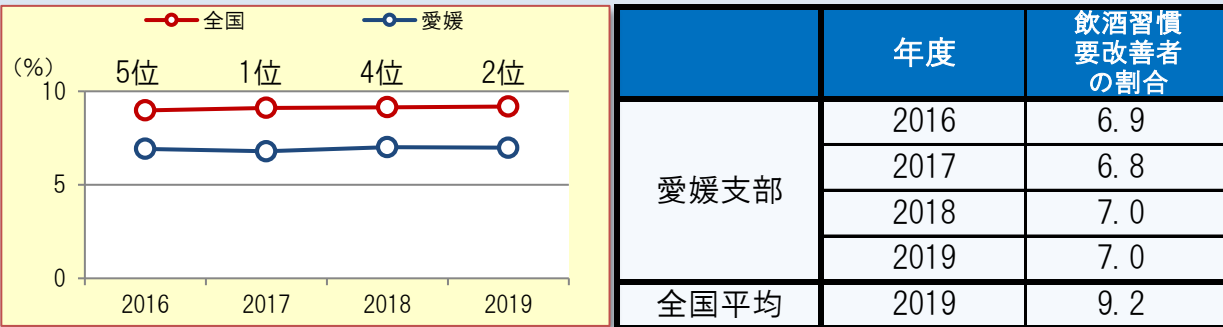 全国 愛媛
（%）
5位 1位 4位 2位
10
5
0
2016 2017 2018 2019
年度 飲酒習慣
要改善者
の割合
愛媛支部
2016 6.9
2017 6.8
2018 7.0
2019 7.0
全国平均 2019 9.2